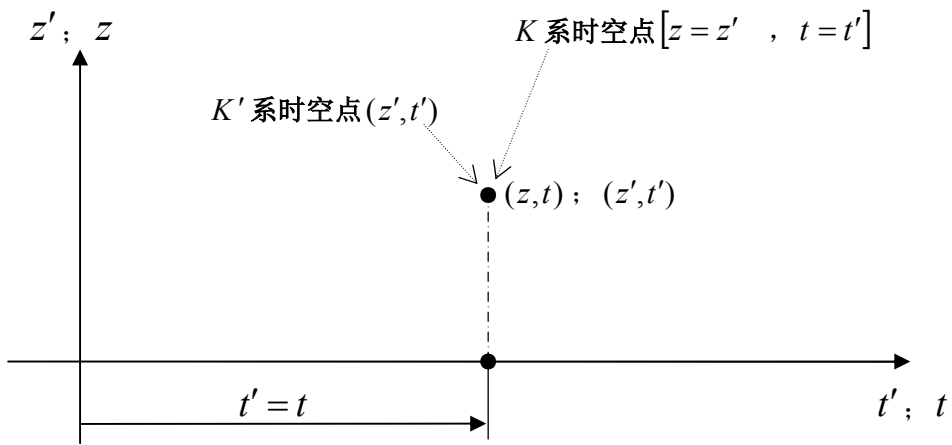 z′; z
K 系时空点[z = z′ , t = t′]
K′ 系时空点(z′,t′)
(z,t); (z′,t′)
t′ = t
t′; t